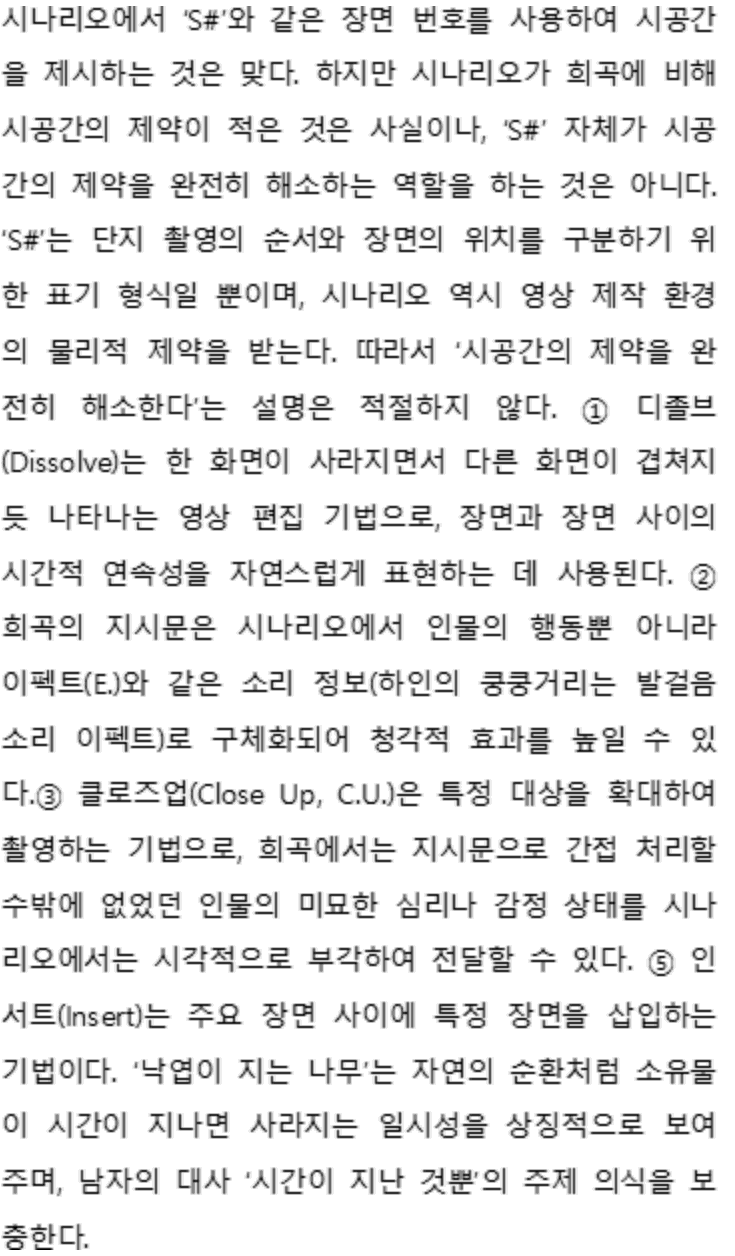 시나리오에서 ‘S#’와 같은 장면 번호를 사용하여 시공간
을 제시하는 것은 맞다. 하지만 시나리오가 희곡에 비해
시공간의 제약이 적은 것은 사실이나, ‘S#’ 자체가 시공
간의 제약을 완전히 해소하는 역할을 하는 것은 아니다.
‘S#’는 단지 촬영의 순서와 장면의 위치를 구분하기 위
한 표기 형식일 뿐이며, 시나리오 역시 영상 제작 환경
의 물리적 제약을 받는다. 따라서 ‘시공간의 제약을 완
전히 해소한다’는 설명은 적절하지 않다. ① 디졸브
(Dissolve)는 한 화면이 사라지면서 다른 화면이 겹쳐지
듯 나타나는 영상 편집 기법으로, 장면과 장면 사이의
시간적 연속성을 자연스럽게 표현하는 데 사용된다. ②
희곡의 지시문은 시나리오에서 인물의 행동뿐 아니라
이펙트(E.)와 같은 소리 정보(하인의 쿵쿵거리는 발걸음
소리 이펙트)로 구체화되어 청각적 효과를 높일 수 있
다.③ 클로즈업(Close Up, C.U.)은 특정 대상을 확대하여
촬영하는 기법으로, 희곡에서는 지시문으로 간접 처리할
수밖에 없었던 인물의 미묘한 심리나 감정 상태를 시나
리오에서는 시각적으로 부각하여 전달할 수 있다. ⑤ 인
서트(Insert)는 주요 장면 사이에 특정 장면을 삽입하는
기법이다. ‘낙엽이 지는 나무’는 자연의 순환처럼 소유물
이 시간이 지나면 사라지는 일시성을 상징적으로 보여
주며, 남자의 대사 ‘시간이 지난 것뿐’의 주제 의식을 보
충한다.